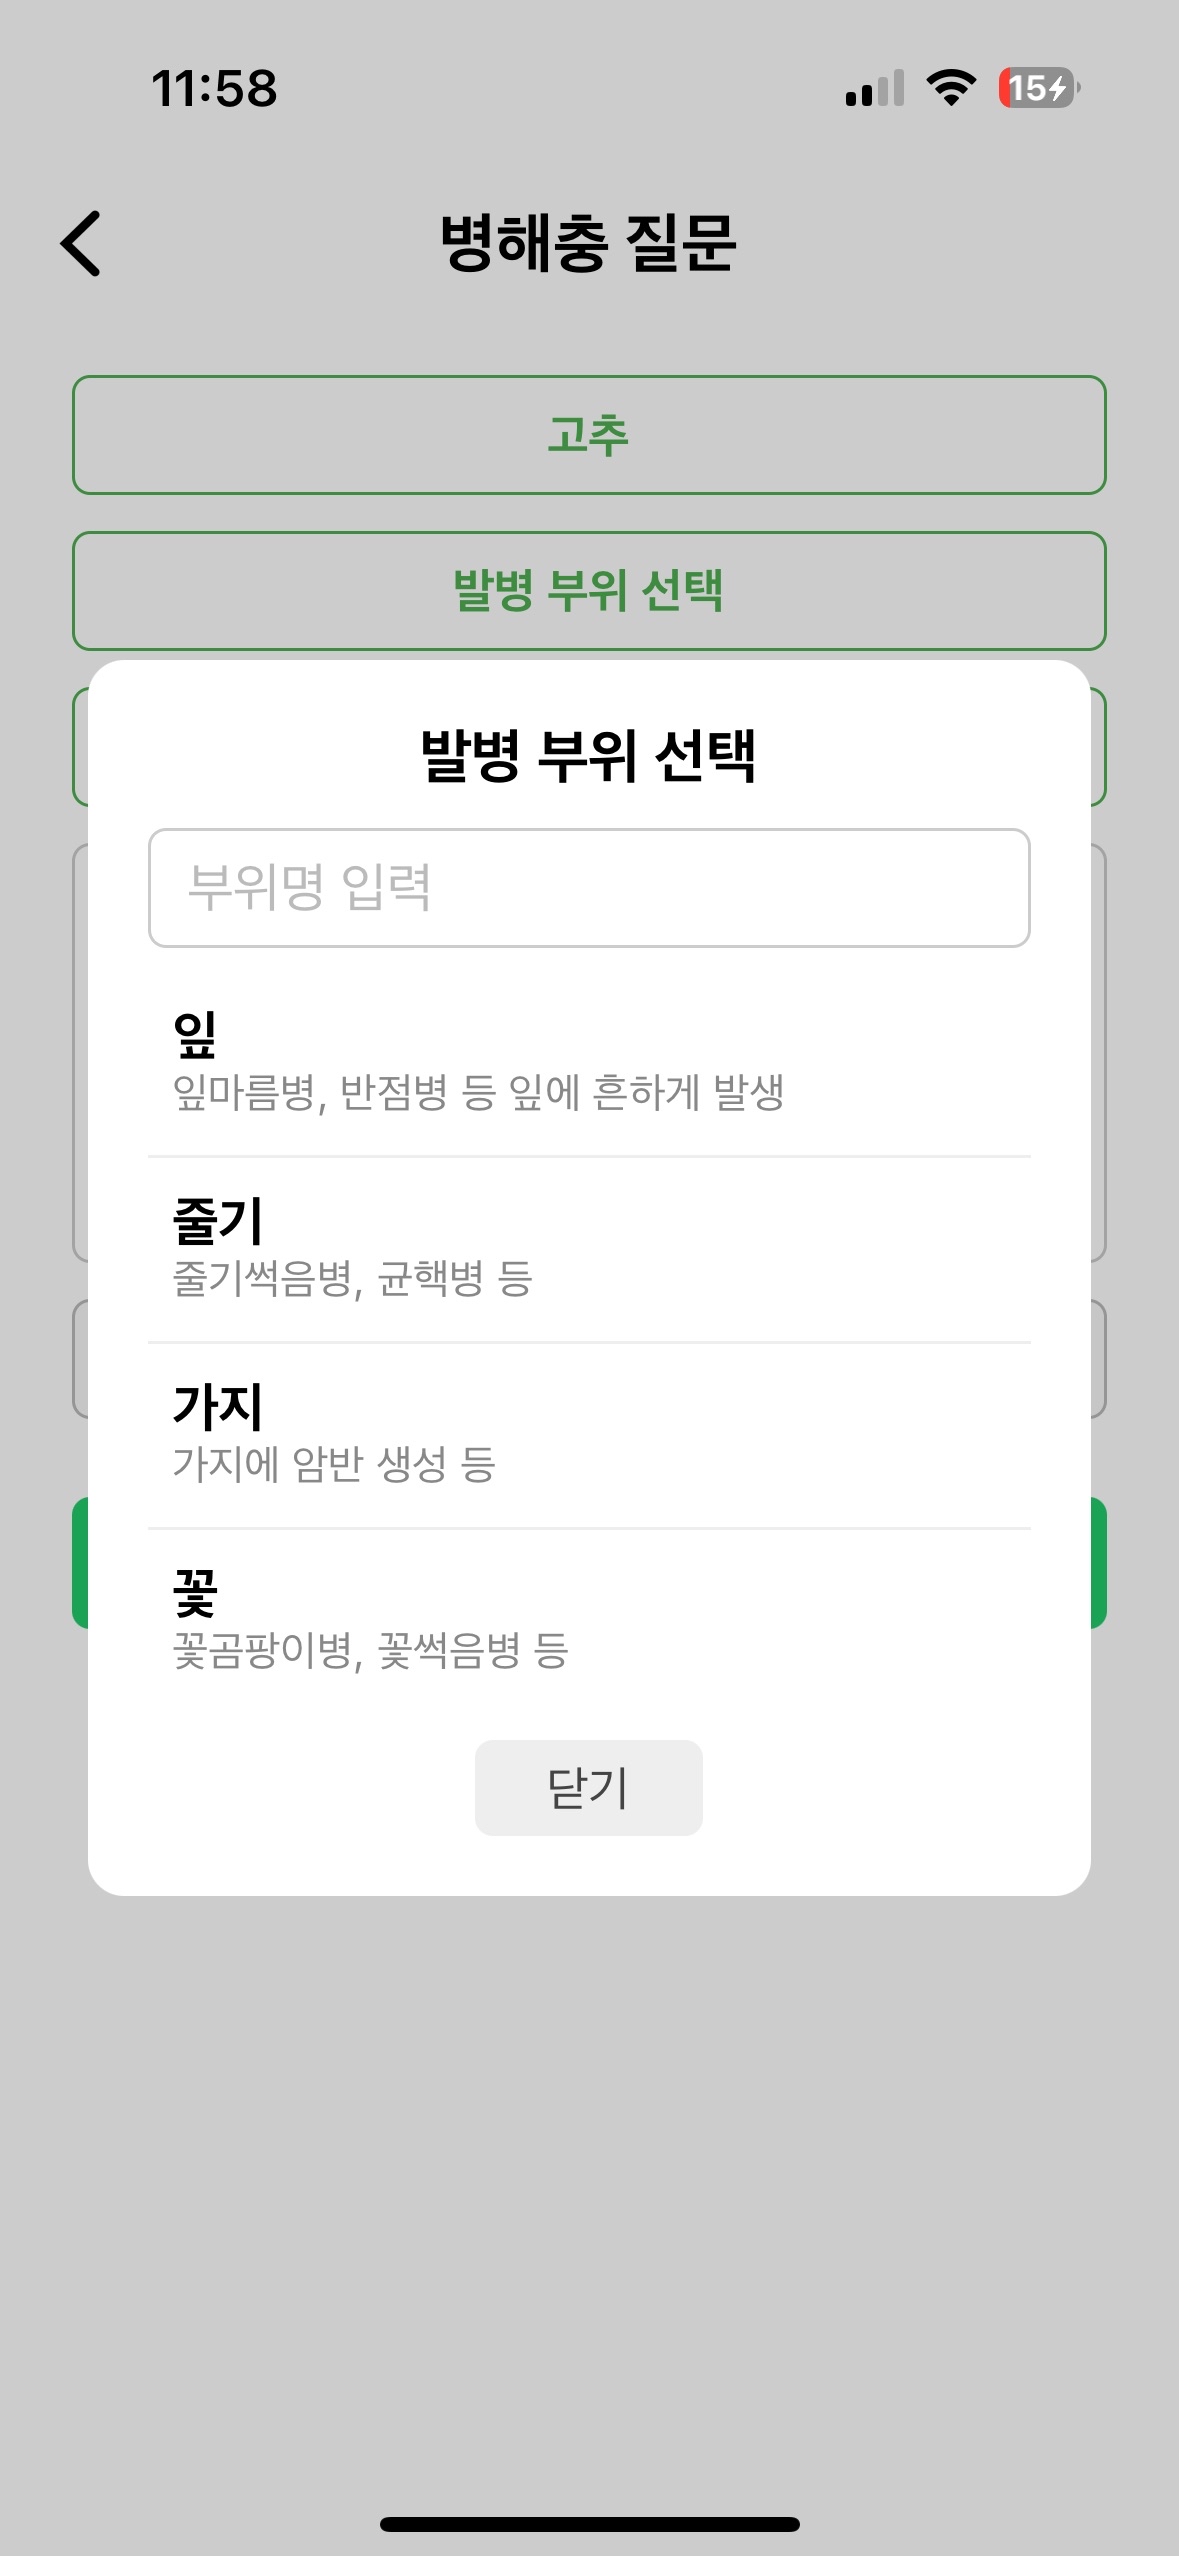 11:58
15
병해충 질문
고추
발병 부위 선택
발병 부위 선택
부위명 입력
잎
잎마름병, 반점병 등 잎에 흔하게 발생
줄기
줄기썩음병, 균핵병 등
가지
가지에 암반 생성 등
꽃
꽃곰팡이병, 꽃썩음병 등
닫기